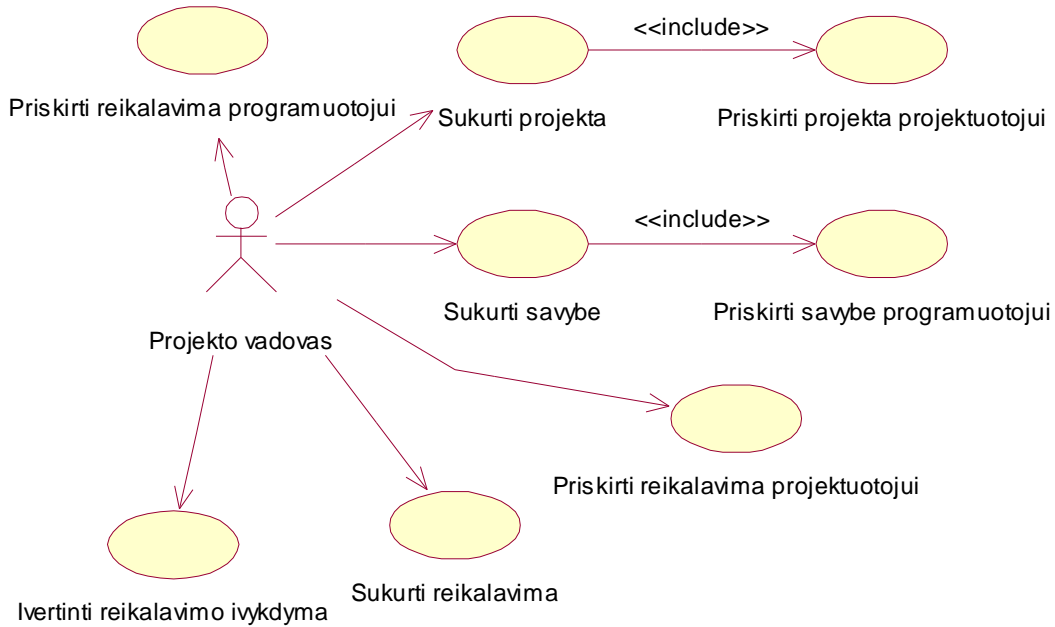 <<include>>
Priskirti reikalavima programuotojui
Sukurti projekta
Priskirti projekta projektuotojui
<<include>>
Sukurti savybe
Priskirti savybe programuotojui
Projekto vadovas
Priskirti reikalavima projektuotojui
Sukurti reikalavima
Ivertinti reikalavimo ivykdyma